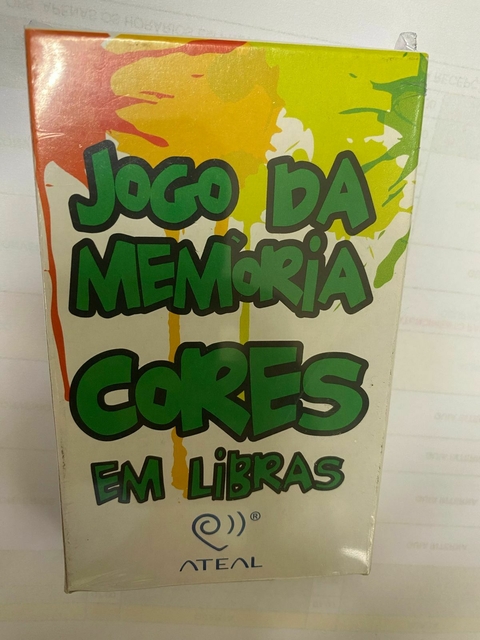 JOGO DA
MEMÓRIA
CORES
EM LIBRAS
®
ATEAL